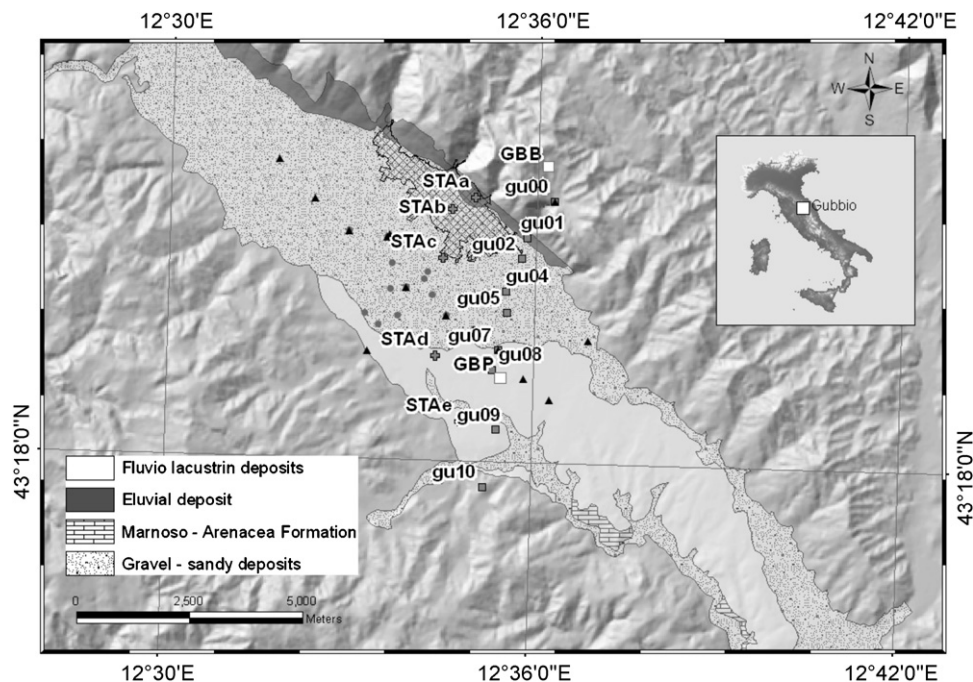 12°30'0"E 12°36'0"E 12°42'0"E
N
W E
S
GBB
STAa gu00
STAb gu01
STAc gu02
gu04
gu05
STAd gu07
GBP gu08
STAe gu09
gu10
Gubbio
43°18'0"N
43°18'0"N
Fluvio lacustrin deposits
Eluvial deposit
Marnoso - Arenacea Formation
Gravel - sandy deposits
0 2,500 5,000
Meters
12°30'0"E 12°36'0"E 12°42'0"E